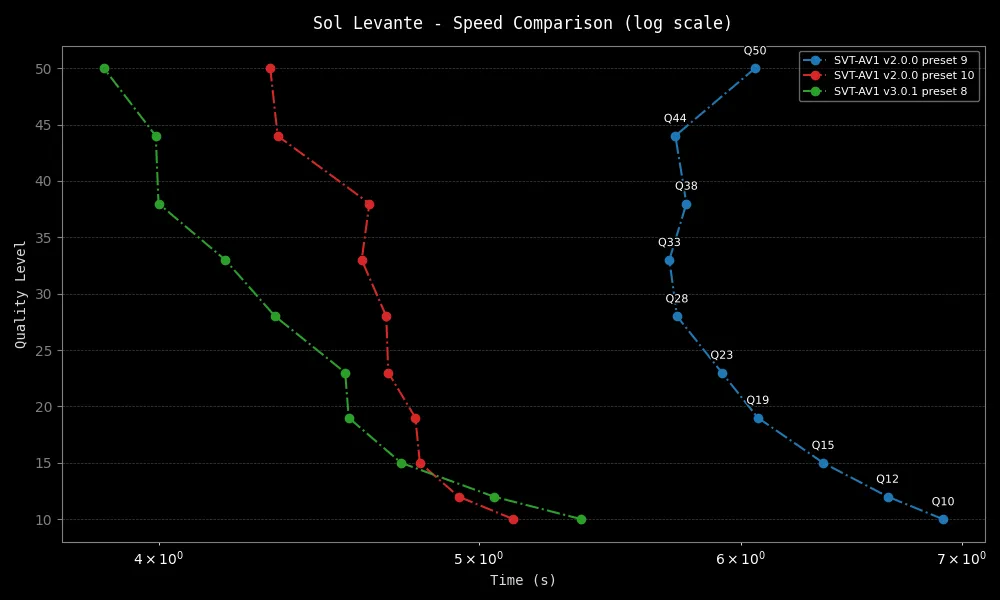 Sol Levante - Speed Comparison (log scale)
Q50
SVT-AV1 v2.0.0 preset 9
SVT-AV1 v2.0.0 preset 10
SVT-AV1 v3.0.1 preset 8
50
Q44
45
Q38
40
Q33
35
Q28
30
Q23
25
Q19
20
Q15
15
Q12
Q10
10
Quality Level
4 × 10⁰
5 × 10⁰
6 × 10⁰
7 × 10⁰
Time (s)